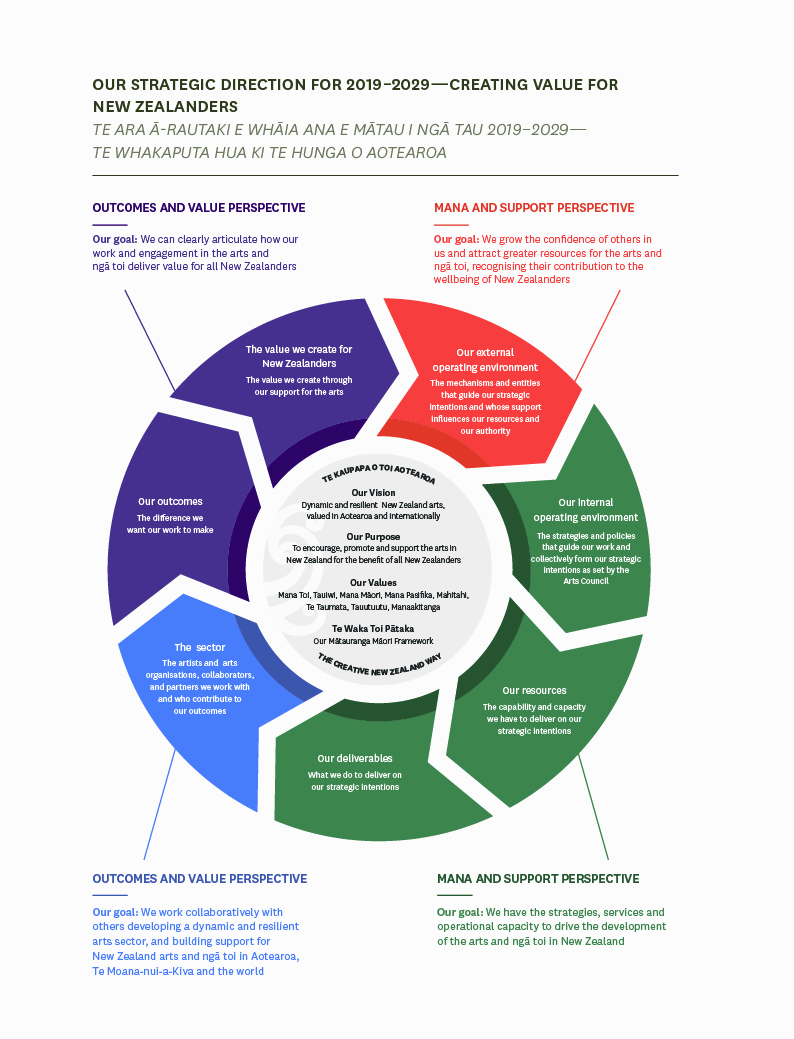 OUR STRATEGIC DIRECTION FOR 2019–2029—CREATING VALUE FOR
NEW ZEALANDERS
TE ARA Ā-RAUTAKI E WHĀIA ANA E MĀTAU I NGĀ TAU 2019–2029—
TE WHAKAPUTA HUA KI TE HUNGA O AOTEAROA
OUTCOMES AND VALUE PERSPECTIVE
Our goal: We can clearly articulate how our
work and engagement in the arts and
ngā toi deliver value for all New Zealanders
MANA AND SUPPORT PERSPECTIVE
Our goal: We grow the confidence of others in
us and attract greater resources for the arts and
ngā toi, recognising their contribution to the
wellbeing of New Zealanders
The value we create for
New Zealanders
The value we create through
our support for the arts
Our external
operating environment
The mechanisms and entities
that guide our strategic
intentions and whose support
influences our resources and
our authority
Our internal
operating environment
The strategies and policies
that guide our work and
collectively form our strategic
intentions as set by the
Arts Council
Our outcomes
The difference we
want our work to make
TE KAUPAPA O TOI AOTEAROA
Our Vision
Dynamic and resilient New Zealand arts,
valued in Aotearoa and internationally
Our Purpose
To encourage, promote and support the arts in
New Zealand for the benefit of all New Zealanders
Our Values
Mana Toi, Tauiwi, Mana Māori, Mana Pasifika, Mahitahi,
Te Taumata, Tauutuutu, Manaakitanga
Te Waka Toi Pātaka
Our Mātauranga Māori Framework
THE CREATIVE NEW ZEALAND WAY
The sector
The artists and arts
organisations, collaborators,
and partners we work with
and who contribute to
our outcomes
Our resources
The capability and capacity
we have to deliver on our
strategic intentions
Our deliverables
What we do to deliver on
our strategic intentions
OUTCOMES AND VALUE PERSPECTIVE
Our goal: We work collaboratively with
others developing a dynamic and resilient
arts sector, and building support for
New Zealand arts and ngā toi in Aotearoa,
Te Moana-nui-a-Kiva and the world
MANA AND SUPPORT PERSPECTIVE
Our goal: We have the strategies, services and
operational capacity to drive the development
of the arts and ngā toi in New Zealand